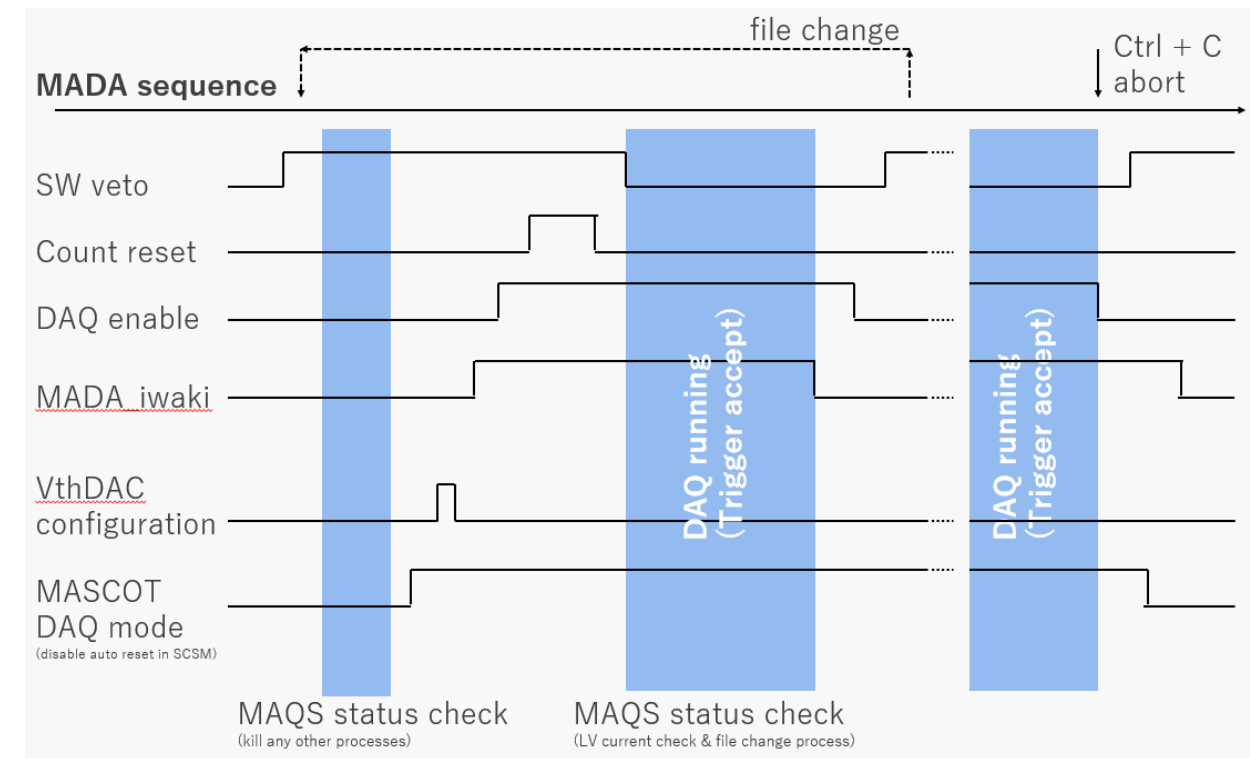 file change
Ctrl + C
abort
MADA sequence
SW veto
Count reset
DAQ enable
MADA_iwaki
VthDAC
configuration
MASCOT
DAQ mode
(disable auto reset in SCSM)
DAQ running
(Trigger accept)
DAQ running
(Trigger accept)
MAQS status check
(kill any other processes)
MAQS status check
(LV current check & file change process)